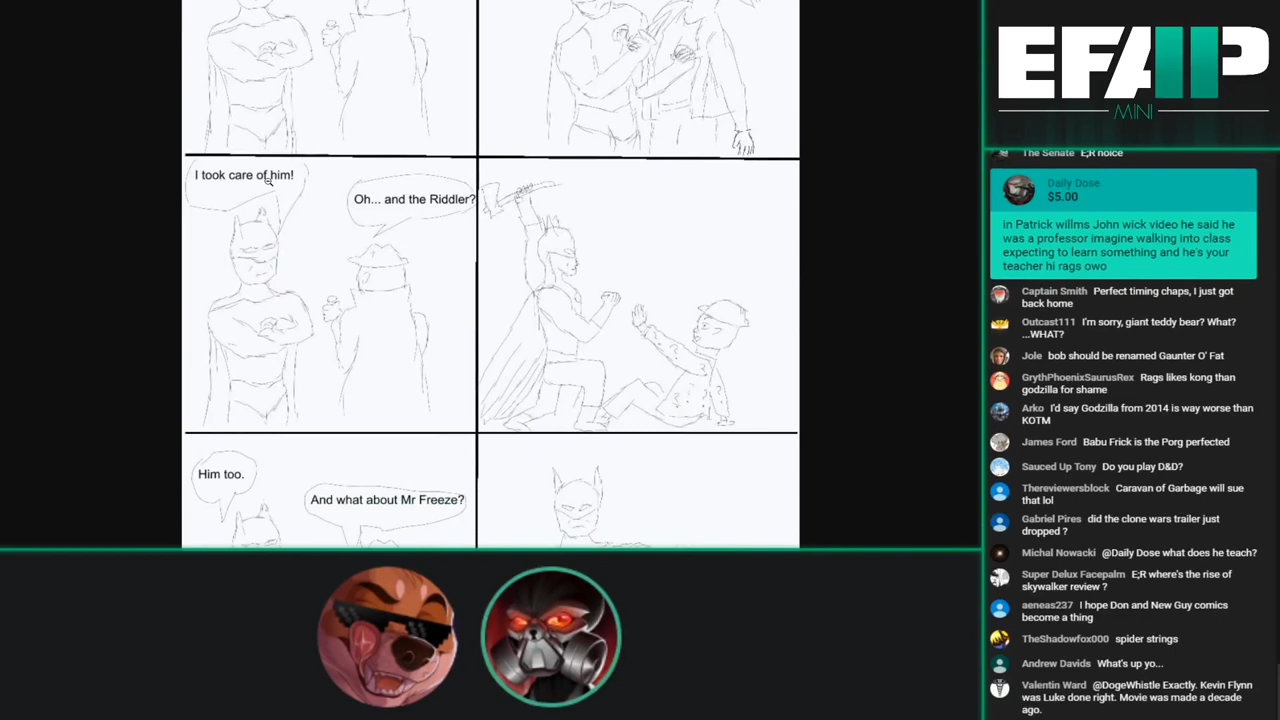 I took care of him!
Oh... and the Riddler?
Him too.
And what about Mr Freeze?
EFAP
MINI
The Senate E;R noice
Daily Dose
$5.00
in Patrick willms John wick video he said he
was a professor imagine walking into class
expecting to learn something and he's your
teacher hi rags owo
Captain Smith Perfect timing chaps, I just got
back home
Outcast111 I'm sorry, giant teddy bear? What?
...WHAT?
Jole bob should be renamed Gaunter O' Fat
GrythPhoenixSaurusRex Rags likes kong than
godzilla for shame
Arko I'd say Godzilla from 2014 is way worse than
KOTM
James Ford Babu Frick is the Porg perfected
Sauced Up Tony Do you play D&D?
Thereviewersblock Caravan of Garbage will sue
that lol
Gabriel Pires did the clone wars trailer just
dropped ?
Michal Nowacki @Daily Dose what does he teach?
Super Delux Facepalm E;R where's the rise of
skywalker review ?
aeneas237 I hope Don and New Guy comics
become a thing
TheShadowfox000 spider strings
Andrew Davids What's up yo...
Valentin Ward @DogeWhistle Exactly. Kevin Flynn
was Luke done right. Movie was made a decade
ago.